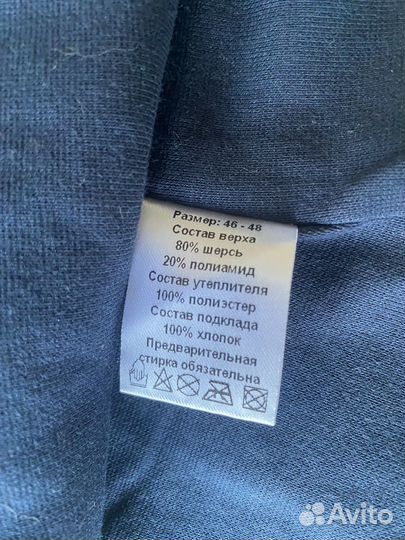 Размер: 46 - 48
Состав верха
80% шерсь
20% полиамид
Состав утеплителя
100% полиэстер
Состав подклада
100% хлопок
Предварительная
стирка обязательна
Avito